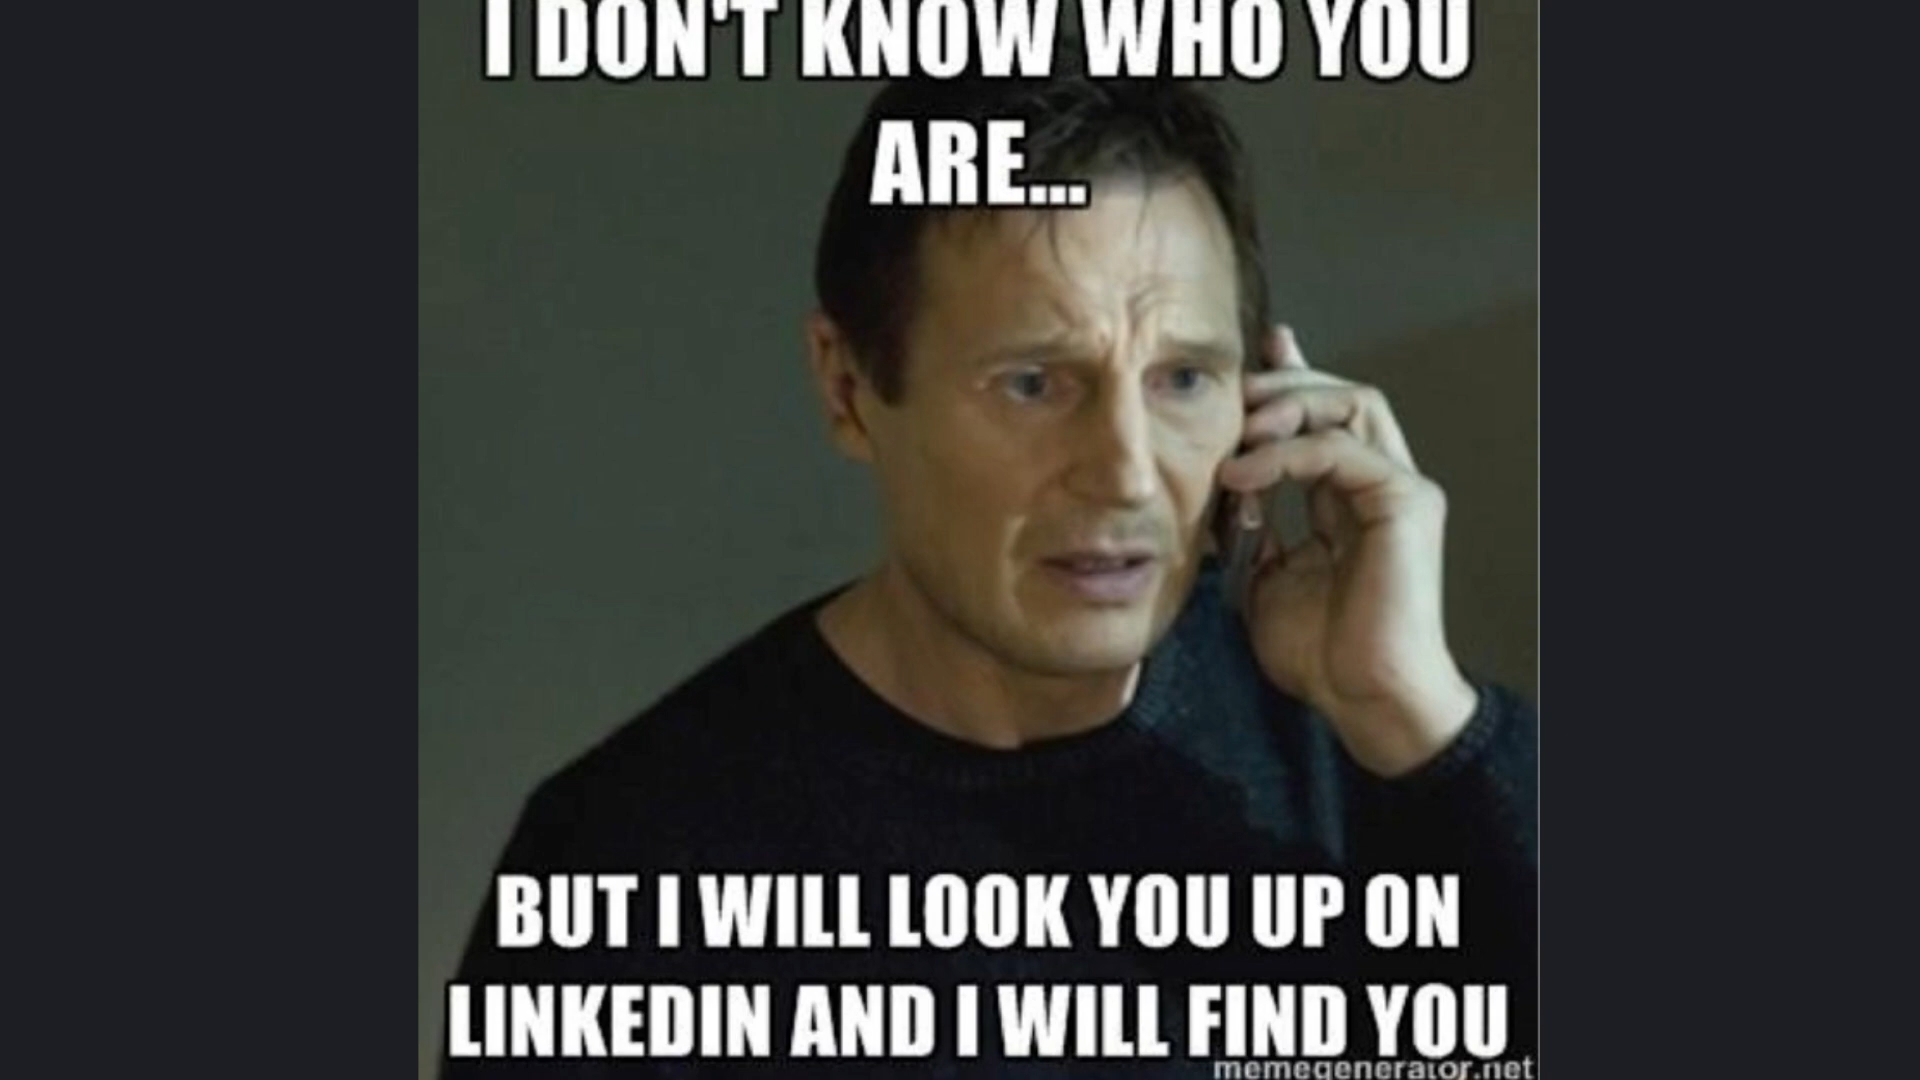 I DON'T KNOW WHO YOU
ARE...
BUT I WILL LOOK YOU UP ON
LINKEDIN AND I WILL FIND YOU
memegenerator.net